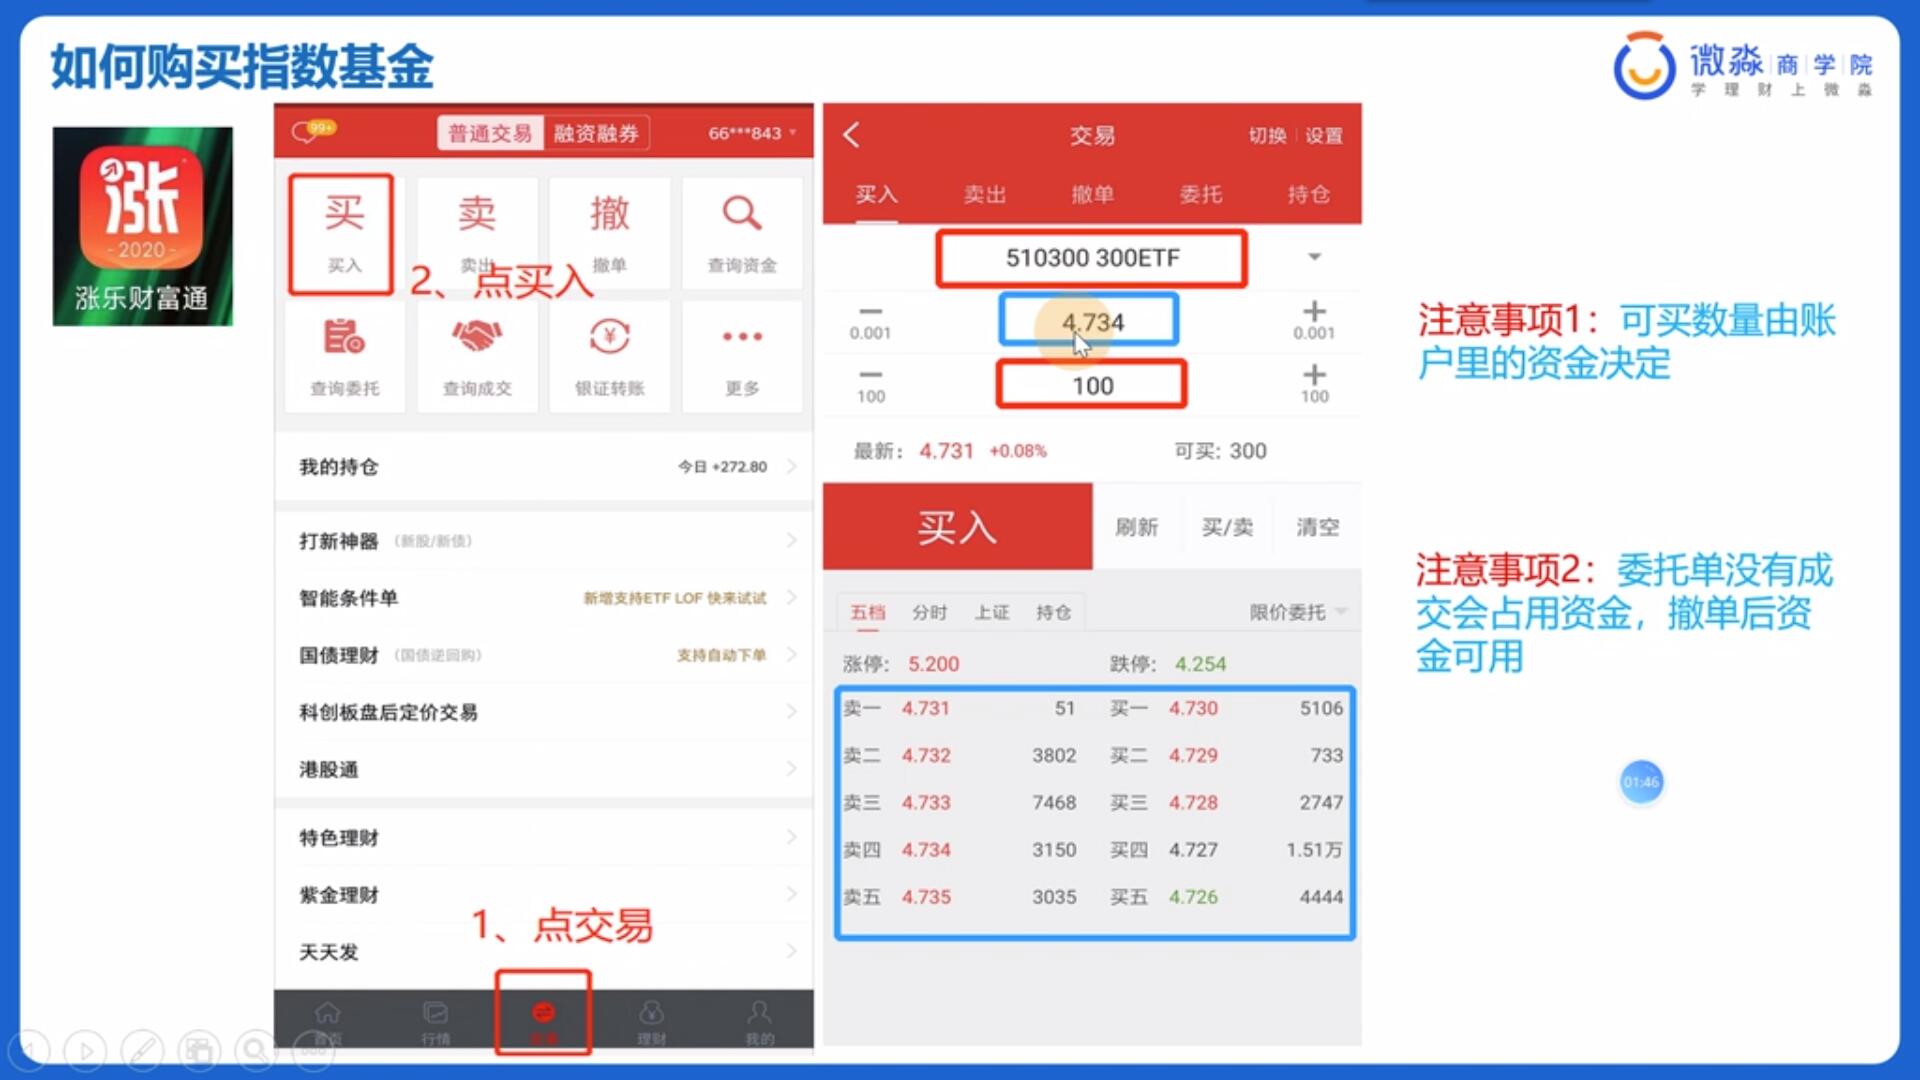 如何购买指数基金
微淼 商 学 院
学 理 财 上 微 淼
涨
-2020-
涨乐财富通
99+
普通交易 融资融券
66***843
买 卖 撤
买入 卖出 撤单 查询资金
2、点买入
¥
查询委托 查询成交 银证转账 更多
我的持仓 今日 +272.80
打新神器 (新股/新债)
智能条件单 新增支持ETF LOF 快来试试
国债理财 (国债逆回购) 支持自动下单
科创板盘后定价交易
港股通
特色理财
紫金理财
天天发
1、点交易
首页 行情 交易 理财 我的
交易 切换 设置
买入 卖出 撤单 委托 持仓
510300 300ETF
0.001 4.734 0.001
100 100 100
最新: 4.731 +0.08% 可买: 300
买入 刷新 买/卖 清空
五档 分时 上证 持仓 限价委托
涨停: 5.200 跌停: 4.254
卖一 4.731 51 买一 4.730 5106
卖二 4.732 3802 买二 4.729 733
卖三 4.733 7468 买三 4.728 2747
卖四 4.734 3150 买四 4.727 1.51万
卖五 4.735 3035 买五 4.726 4444
注意事项1：可买数量由账
户里的资金决定
注意事项2：委托单没有成
交会占用资金，撤单后资
金可用
01:46